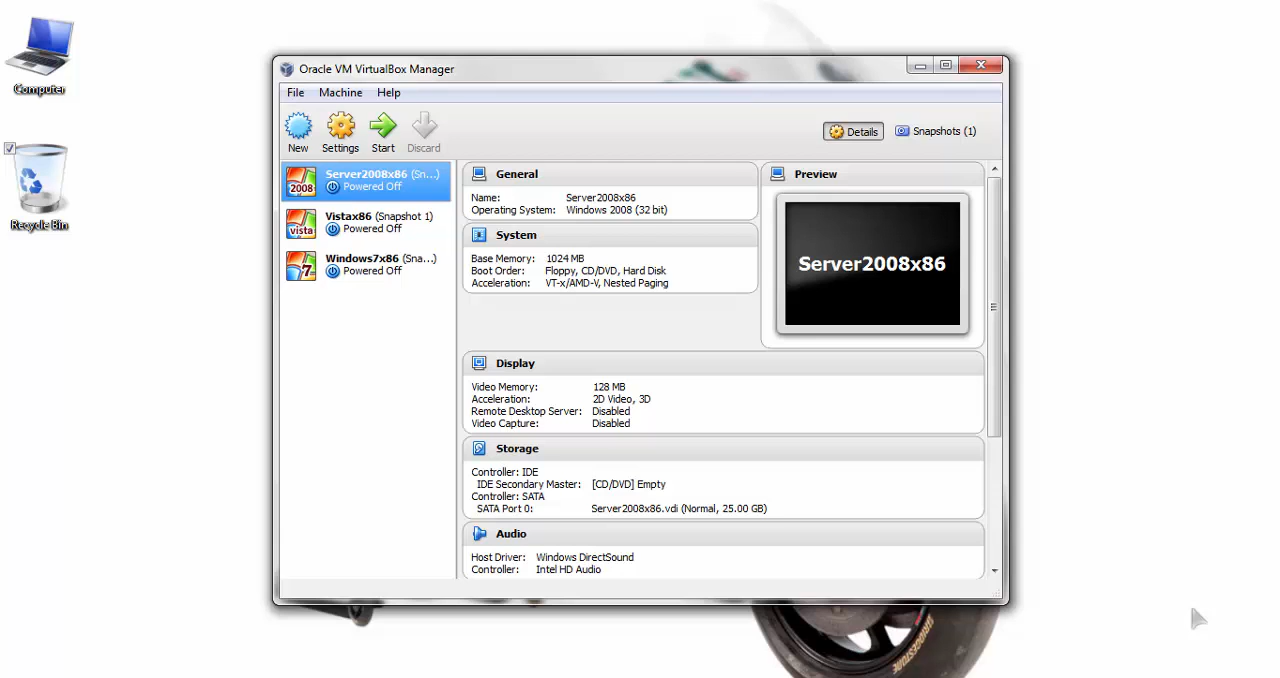 Computer
Recycle Bin
Oracle VM VirtualBox Manager
File Machine Help
New Settings Start Discard
Details Snapshots (1)
2008 Server2008x86 (Sn...)
Powered Off
vista Vistax86 (Snapshot 1)
Powered Off
7 Windows7x86 (Sna...)
Powered Off
General
Name: Server2008x86
Operating System: Windows 2008 (32 bit)
System
Base Memory: 1024 MB
Boot Order: Floppy, CD/DVD, Hard Disk
Acceleration: VT-x/AMD-V, Nested Paging
Preview
Server2008x86
Display
Video Memory: 128 MB
Acceleration: 2D Video, 3D
Remote Desktop Server: Disabled
Video Capture: Disabled
Storage
Controller: IDE
IDE Secondary Master: [CD/DVD] Empty
Controller: SATA
SATA Port 0: Server2008x86.vdi (Normal, 25.00 GB)
Audio
Host Driver: Windows DirectSound
Controller: Intel HD Audio
BRIDGESTONE